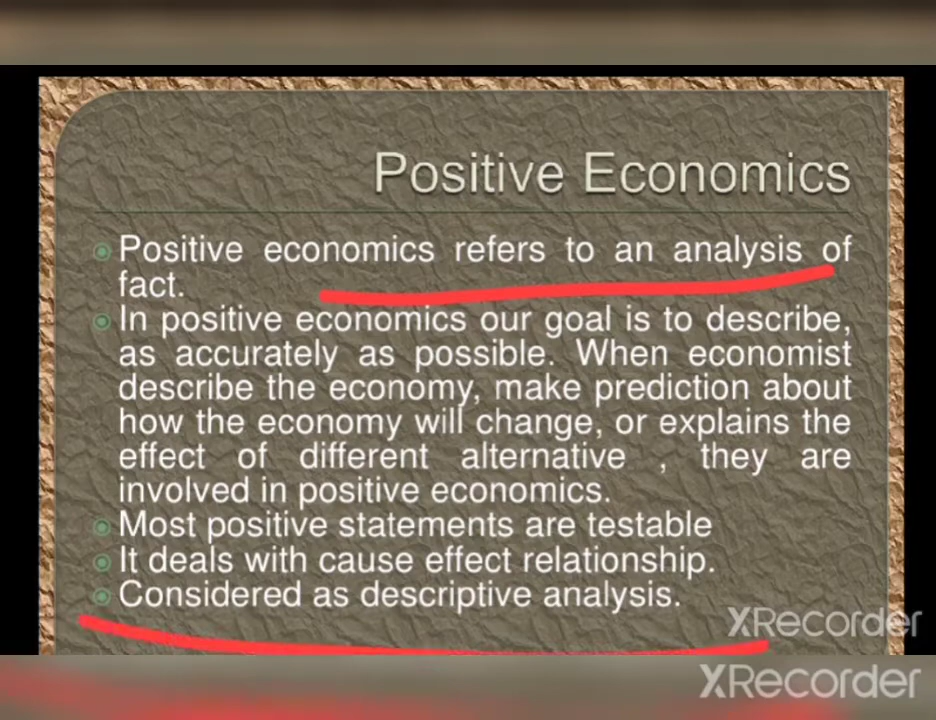 Positive Economics
Positive economics refers to an analysis of
fact.
In positive economics our goal is to describe,
as accurately as possible. When economist
describe the economy, make prediction about
how the economy will change, or explains the
effect of different alternative , they are
involved in positive economics.
Most positive statements are testable
It deals with cause effect relationship.
Considered as descriptive analysis.
XRecorder
XRecorder